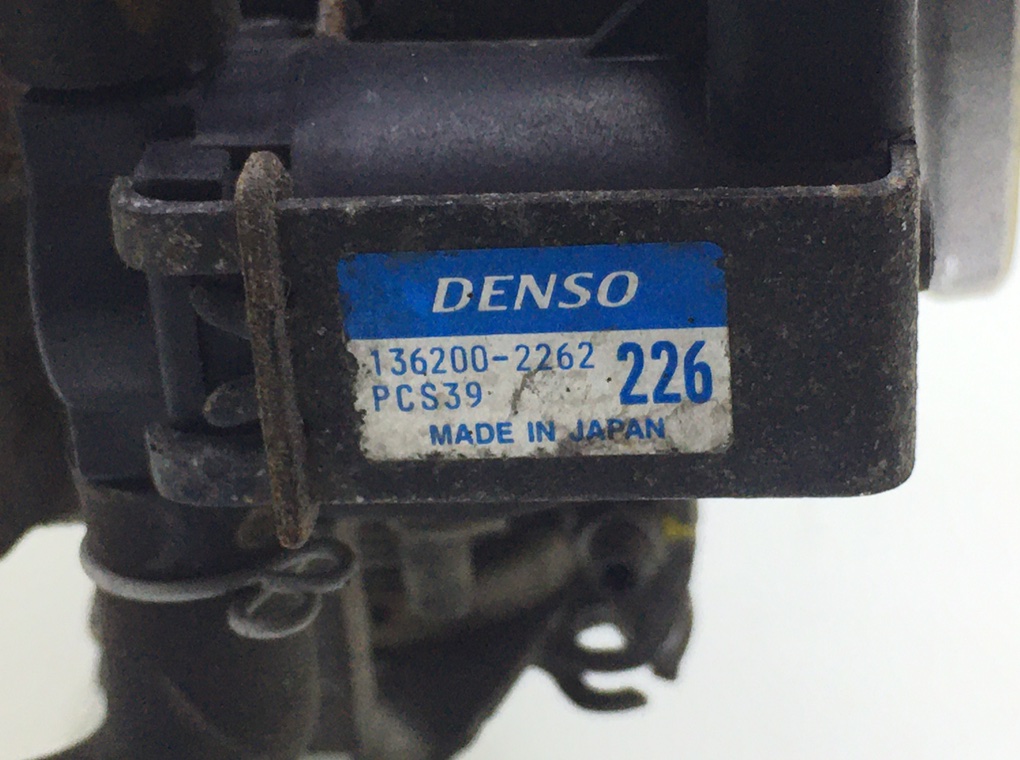 DENSO
136200-2262
PCS39
226
MADE IN JAPAN